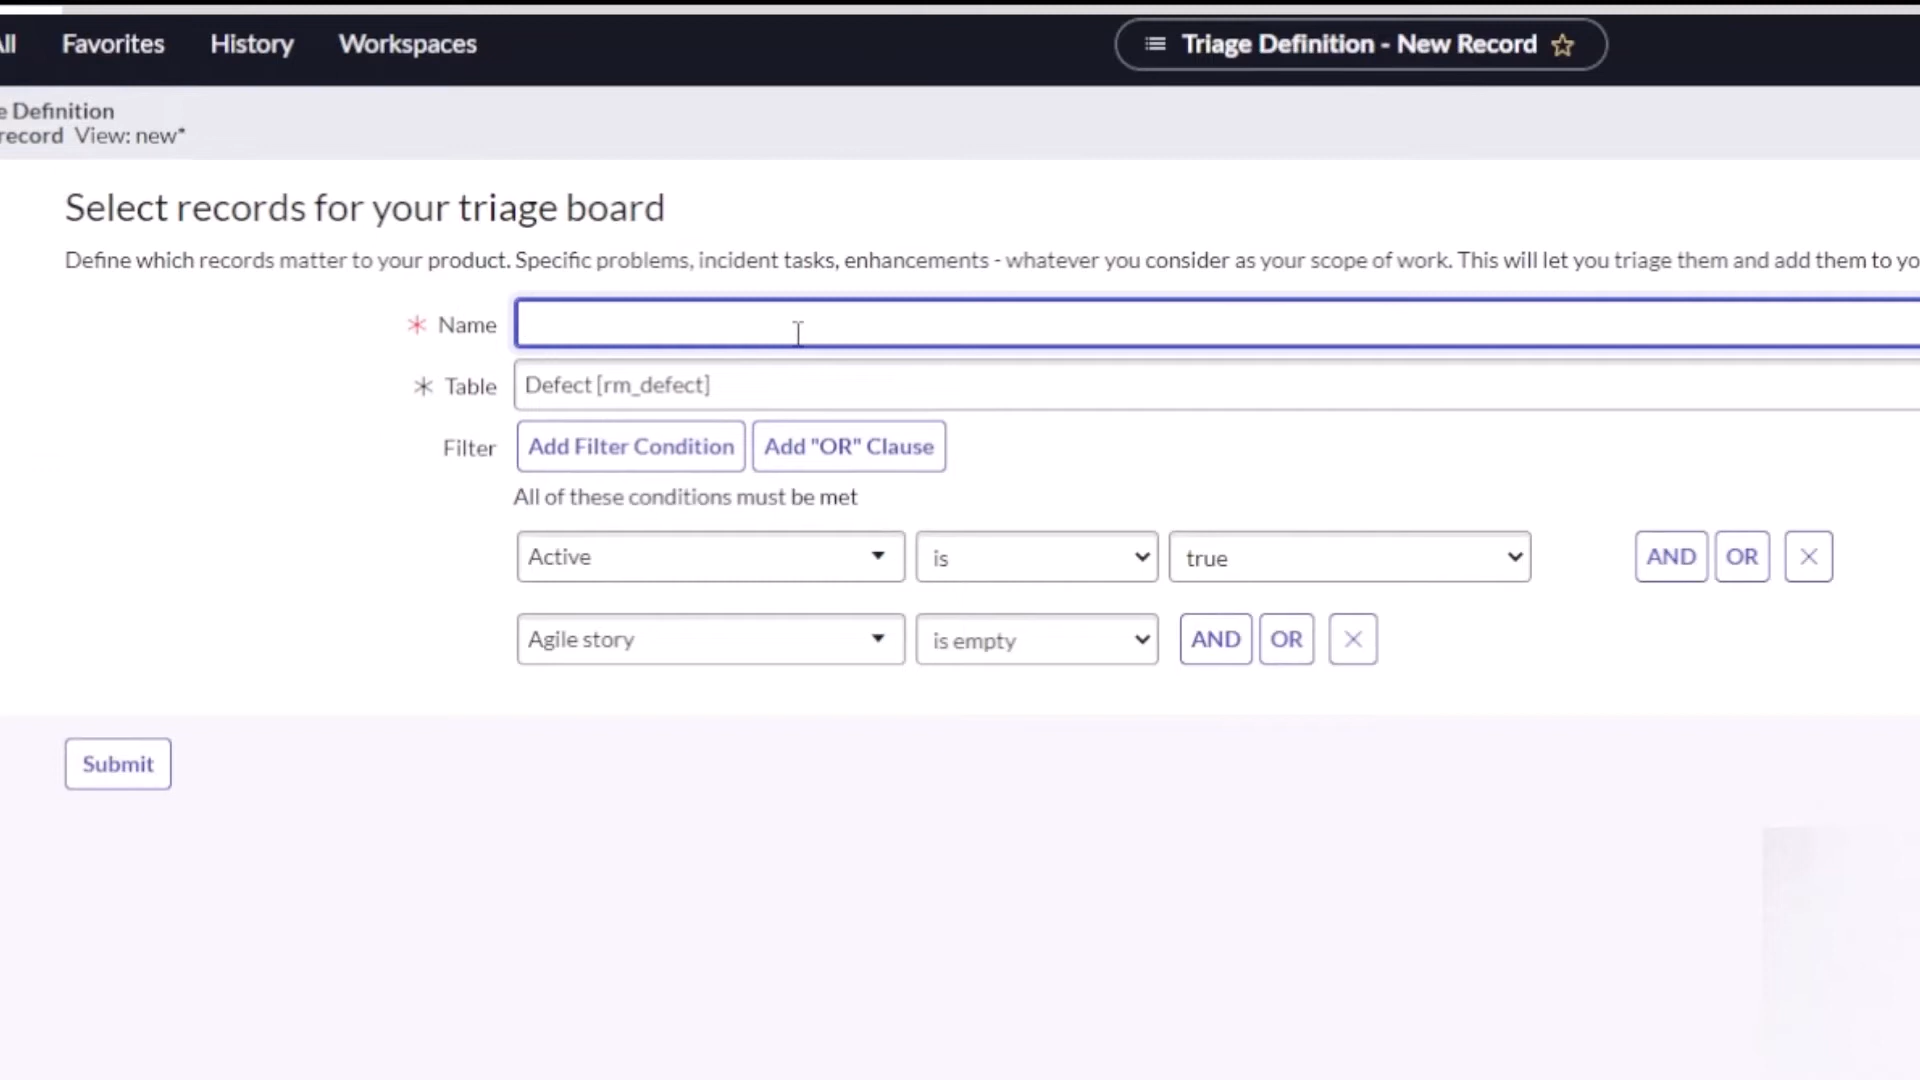 All Favorites History Workspaces Triage Definition - New Record
e Definition
record View: new*
Select records for your triage board
Define which records matter to your product. Specific problems, incident tasks, enhancements - whatever you consider as your scope of work. This will let you triage them and add them to yo
* Name
* Table Defect [rm_defect]
Filter Add Filter Condition Add "OR" Clause
All of these conditions must be met
Active is true AND OR
Agile story is empty AND OR
Submit